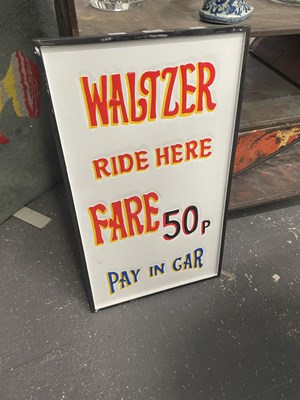 WALTZER
RIDE HERE
FARE 50P
PAY IN CAR